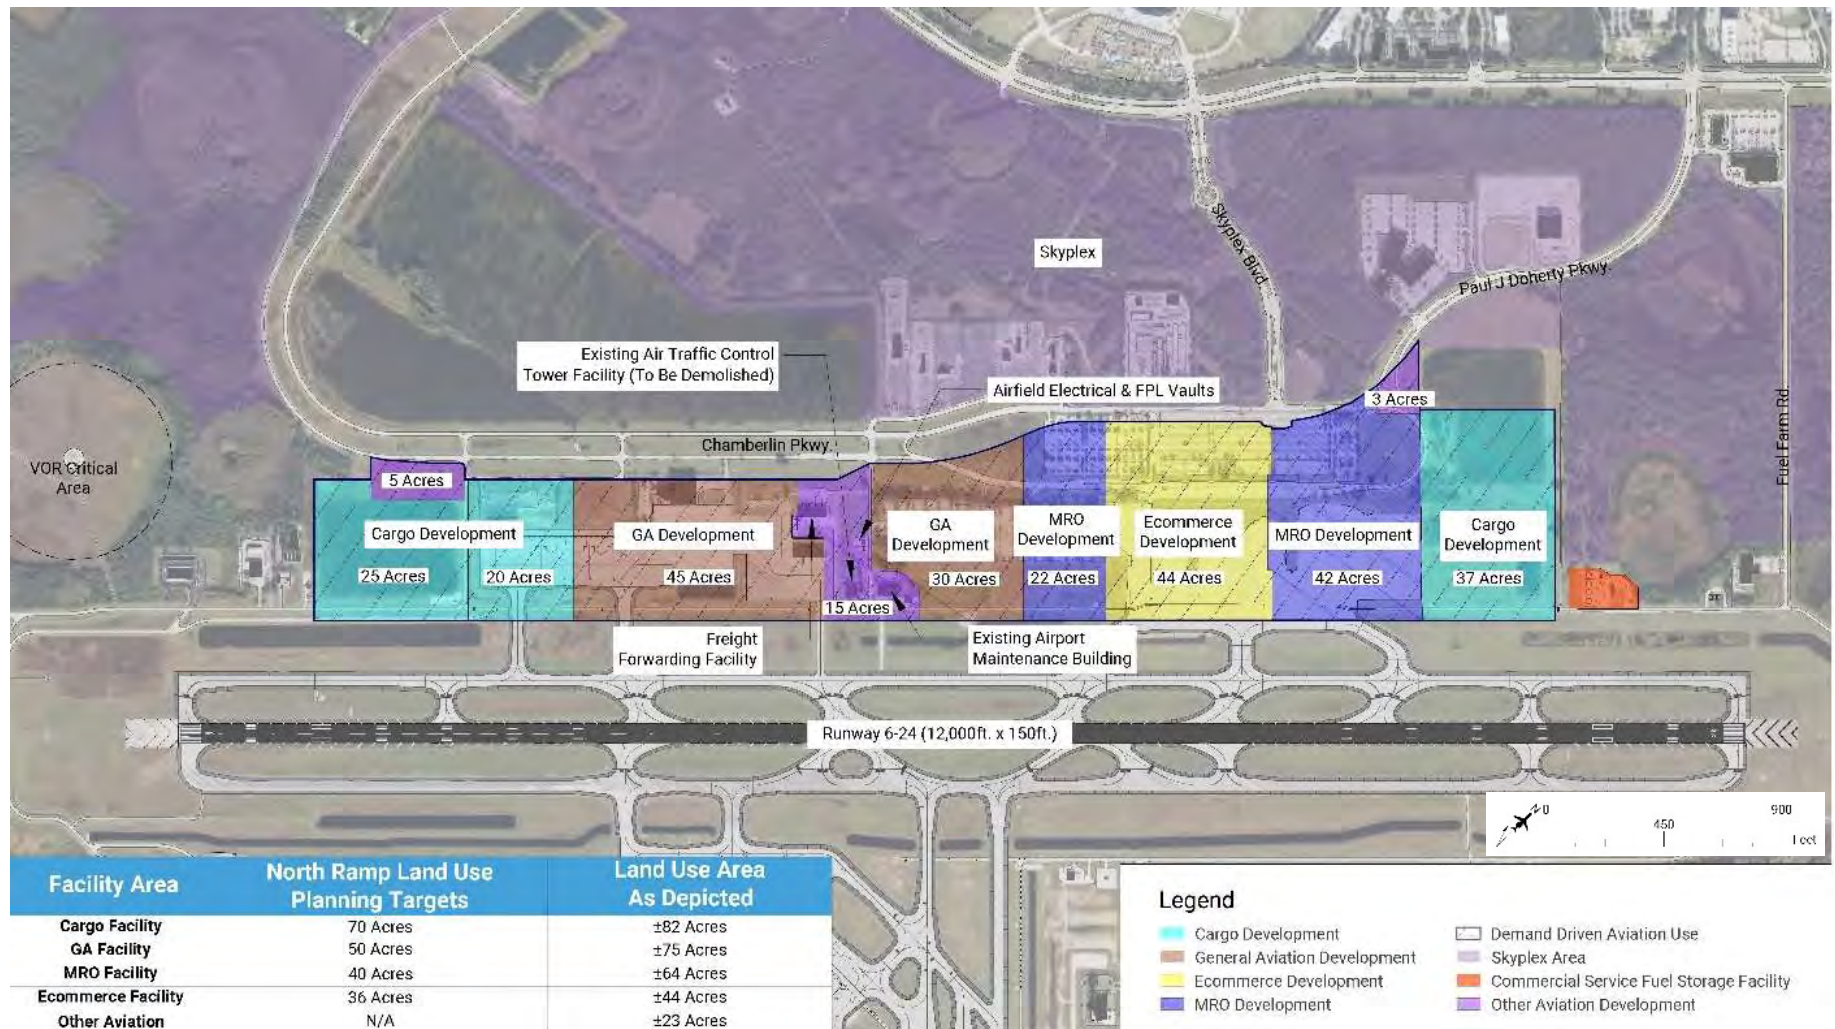 Skyplex
Skyplex Blvd.
Paul J Doherty Pkwy.
Fuel Farm Rd.
Existing Air Traffic Control
Tower Facility (To Be Demolished)
Airfield Electrical & FPL Vaults
3 Acres
Chamberlin Pkwy.
VOR Critical
Area
5 Acres
Cargo Development
25 Acres
20 Acres
GA Development
45 Acres
15 Acres
GA
Development
30 Acres
MRO
Development
22 Acres
Ecommerce
Development
44 Acres
MRO Development
42 Acres
Cargo
Development
37 Acres
Freight
Forwarding Facility
Existing Airport
Maintenance Building
Runway 6-24 (12,000ft. x 150ft.)
0 450 900
Feet
Facility Area
North Ramp Land Use
Planning Targets
Land Use Area
As Depicted
Cargo Facility 70 Acres ±82 Acres
GA Facility 50 Acres ±75 Acres
MRO Facility 40 Acres ±64 Acres
Ecommerce Facility 36 Acres ±44 Acres
Other Aviation N/A ±23 Acres
Legend
Cargo Development
General Aviation Development
Ecommerce Development
MRO Development
Demand Driven Aviation Use
Skyplex Area
Commercial Service Fuel Storage Facility
Other Aviation Development